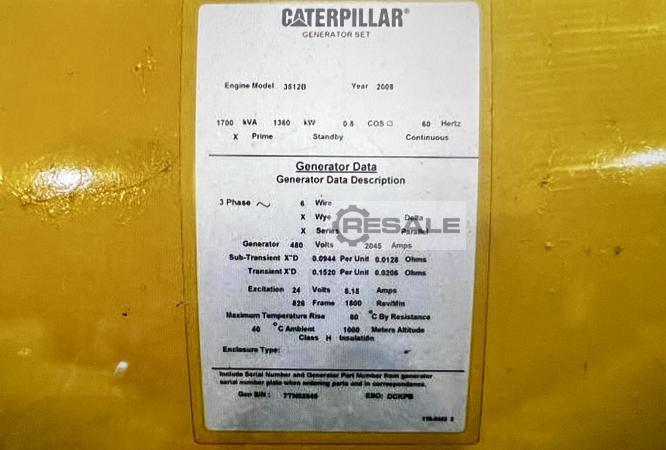 CATERPILLAR®
GENERATOR SET
Engine Model 3512B Year 2008
1700 kVA 1360 kW 0.8 COS 60 Hertz
X Prime Standby Continuous
Generator Data
Generator Data Description
3 Phase 6 Wire
X Wye Delta
X Series Parallel
RESALE
Generator 480 Volts 2045 Amps
Sub-Transient X"D 0.0944 Per Unit 0.0128 Ohms
Transient X'D 0.1520 Per Unit 0.0206 Ohms
Excitation 24 Volts 5.15 Amps
826 Frame 1800 Rev/Min
Maximum Temperature Rise 80 °C By Resistance
40 °C Ambient 1000 Meters Altitude
Class H Insulation
Enclosure Type:
Include Serial Number and Generator Part Number from generator
serial number plate when ordering parts and in correspondence.
Gen S/N : ESO: DCKPB